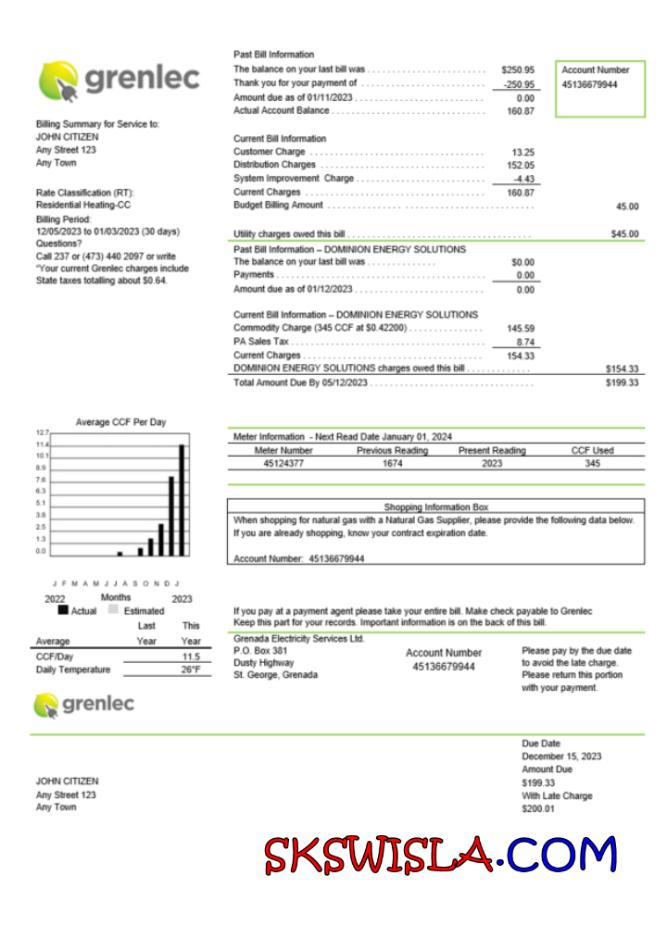 grenlec
Billing Summary for Service to:
JOHN CITIZEN
Any Street 123
Any Town
Rate Classification (RT):
Residential Heating-CC
Billing Period:
12/05/2023 to 01/03/2023 (30 days)
Questions?
Call 237 or (473) 440 2097 or write
"Your current Grenlec charges include
State taxes totalling about $0.64.
Past Bill Information
The balance on your last bill was $250.95
Thank you for your payment of -250.95
Amount due as of 01/11/2023 0.00
Actual Account Balance 160.87
Account Number
45136679944
Current Bill Information
Customer Charge 13.25
Distribution Charges 152.05
System Improvement Charge -4.43
Current Charges 160.87
Budget Billing Amount 45.00
Utility charges owed this bill $45.00
Past Bill Information – DOMINION ENERGY SOLUTIONS
The balance on your last bill was $0.00
Payments 0.00
Amount due as of 01/12/2023 0.00
Current Bill Information – DOMINION ENERGY SOLUTIONS
Commodity Charge (345 CCF at $0.42200) 145.59
PA Sales Tax 8.74
Current Charges 154.33
DOMINION ENERGY SOLUTIONS charges owed this bill $154.33
Total Amount Due By 05/12/2023 $199.33
Average CCF Per Day
12.7
11.4
10.1
8.9
7.6
6.3
5.1
3.8
2.5
1.3
0.0
J F M A M J J A S O N D J
2022 Months 2023
Actual Estimated
Last This
Average Year Year
CCF/Day 11.5
Daily Temperature 26°F
Meter Information - Next Read Date January 01, 2024
Meter Number Previous Reading Present Reading CCF Used
45124377 1674 2023 345
Shopping Information Box
When shopping for natural gas with a Natural Gas Supplier, please provide the following data below.
If you are already shopping, know your contract expiration date.
Account Number: 45136679944
If you pay at a payment agent please take your entire bill. Make check payable to Grenlec
Keep this part for your records. Important information is on the back of this bill.
Grenada Electricity Services Ltd.
P.O. Box 381
Dusty Highway
St. George, Grenada
Account Number
45136679944
Please pay by the due date
to avoid the late charge.
Please return this portion
with your payment.
grenlec
Due Date
December 15, 2023
Amount Due
$199.33
With Late Charge
$200.01
JOHN CITIZEN
Any Street 123
Any Town
SKSWISLA.COM